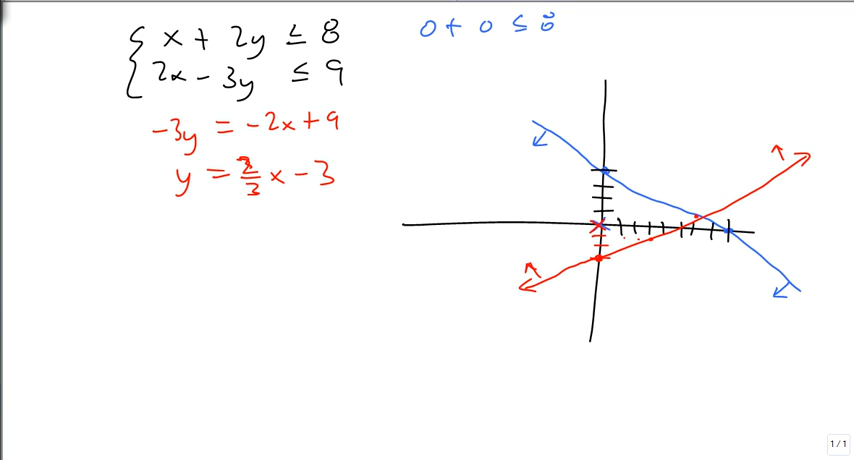 x + 2y ≤ 8
2x - 3y ≤ 9
-3y = -2x + 9
y = 2/3 x - 3
0 + 0 ≤ 8
1 / 1